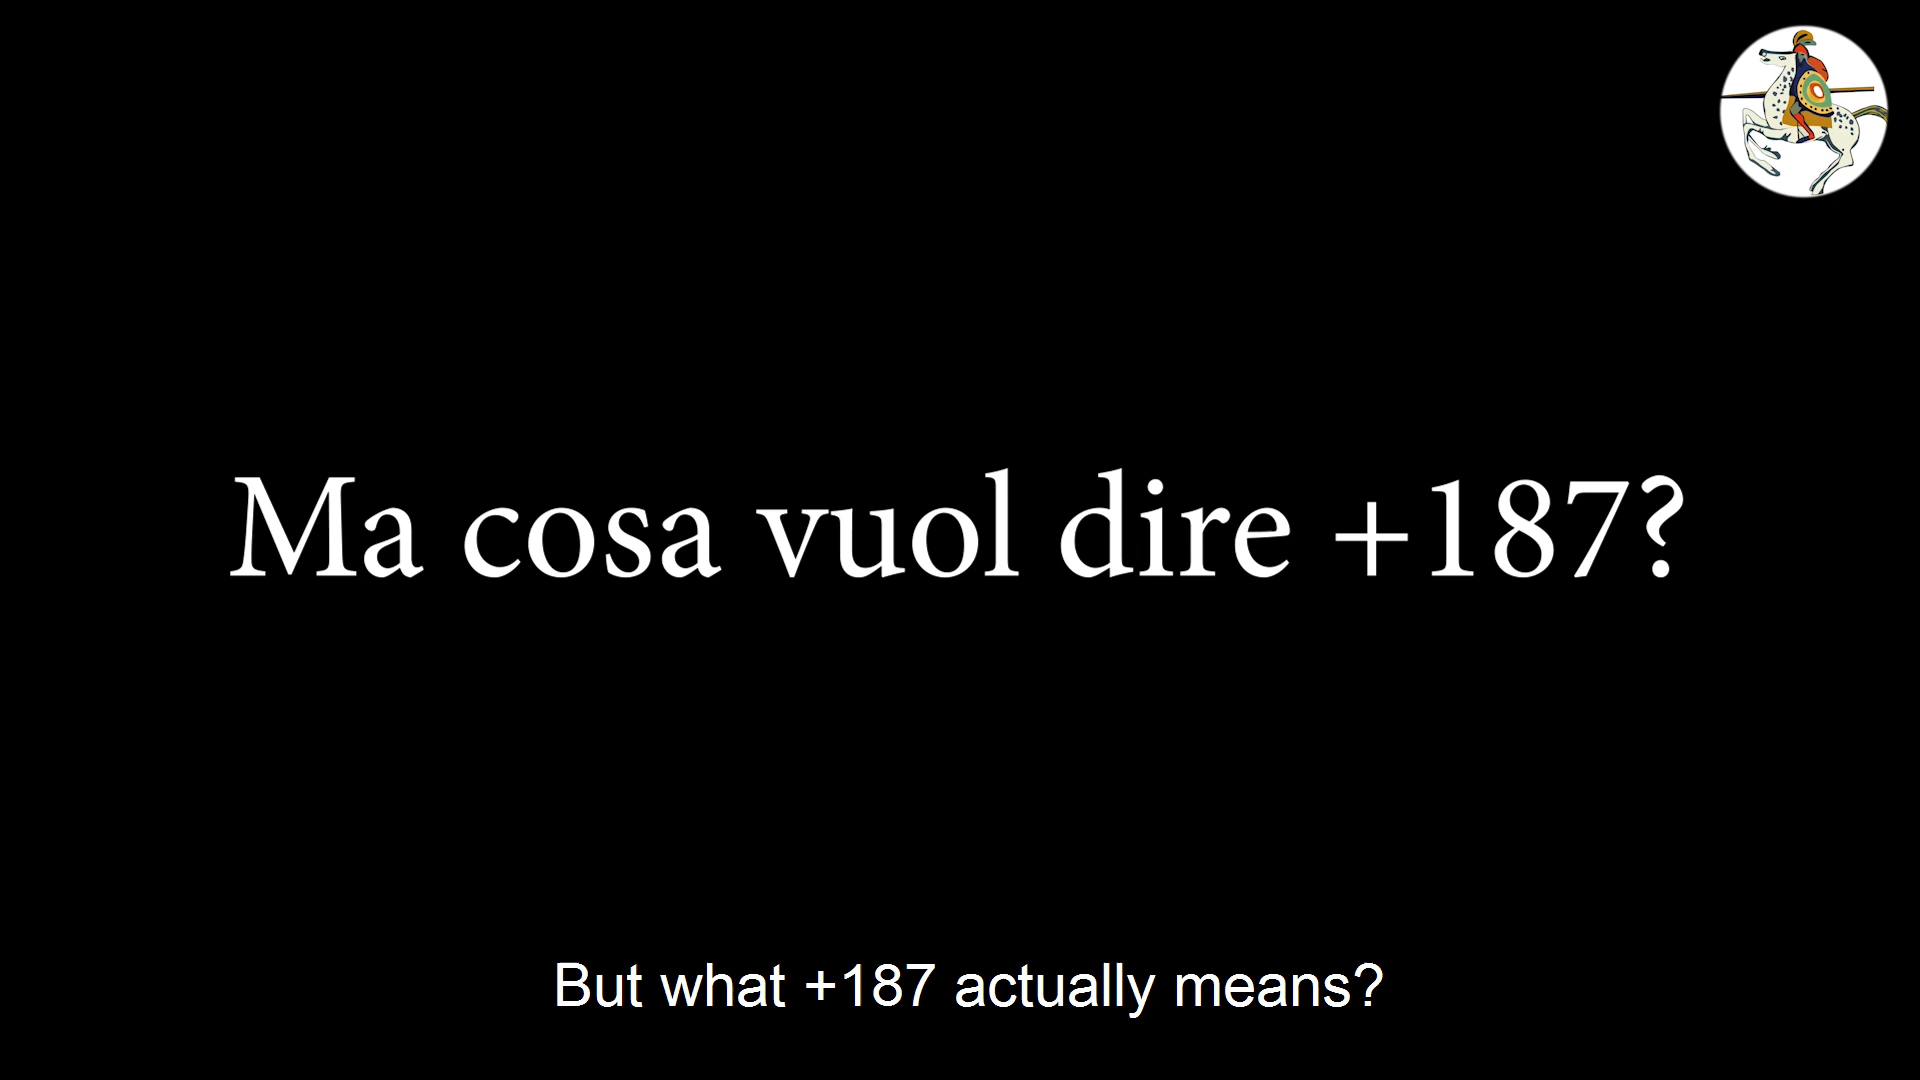 Ma cosa vuol dire +187?
But what +187 actually means?